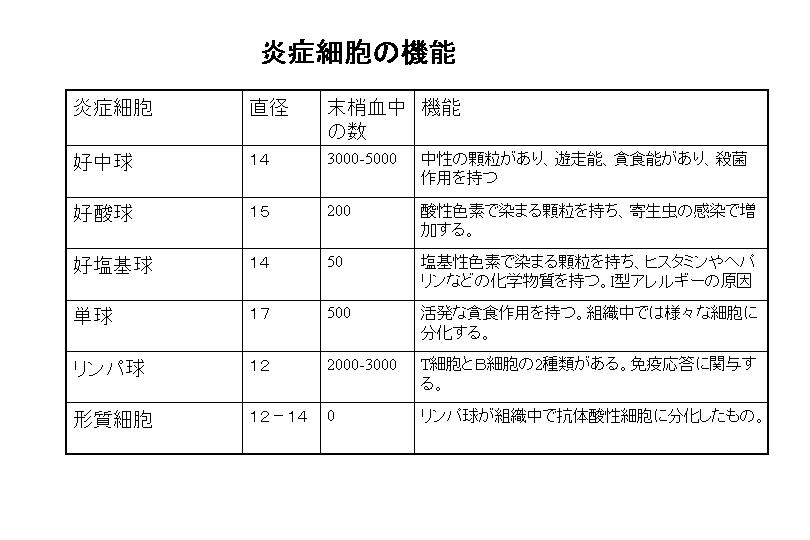 炎症細胞の機能
炎症細胞 直径 末梢血中 機能
の数
好中球 14 3000-5000 中性の顆粒があり、遊走能、貪食能があり、殺菌
作用を持つ
好酸球 15 200 酸性色素で染まる顆粒を持ち、寄生虫の感染で増
加する。
好塩基球 14 50 塩基性色素で染まる顆粒を持ち、ヒスタミンやヘパ
リンなどの化学物質を持つ。I型アレルギーの原因
単球 17 500 活発な貪食作用を持つ。組織中では様々な細胞に
分化する。
リンパ球 12 2000-3000 T細胞とB細胞の2種類がある。免疫応答に関与す
る。
形質細胞 12－14 0 リンパ球が組織中で抗体酸性細胞に分化したもの。